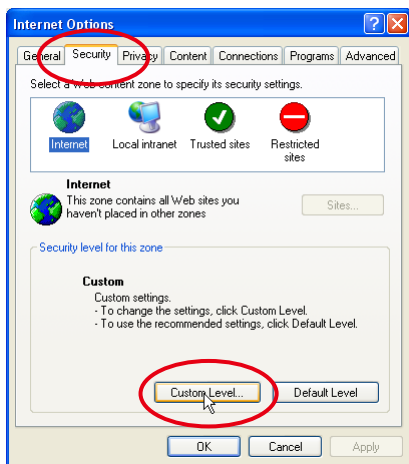 Internet Options
General Security Privacy Content Connections Programs Advanced
Select a Web content zone to specify its security settings.
Internet Local intranet Trusted sites Restricted
sites
Internet
This zone contains all Web sites you
haven't placed in other zones
Sites...
Security level for this zone
Custom
Custom settings.
- To change the settings, click Custom Level.
- To use the recommended settings, click Default Level.
Custom Level... Default Level
OK Cancel Apply